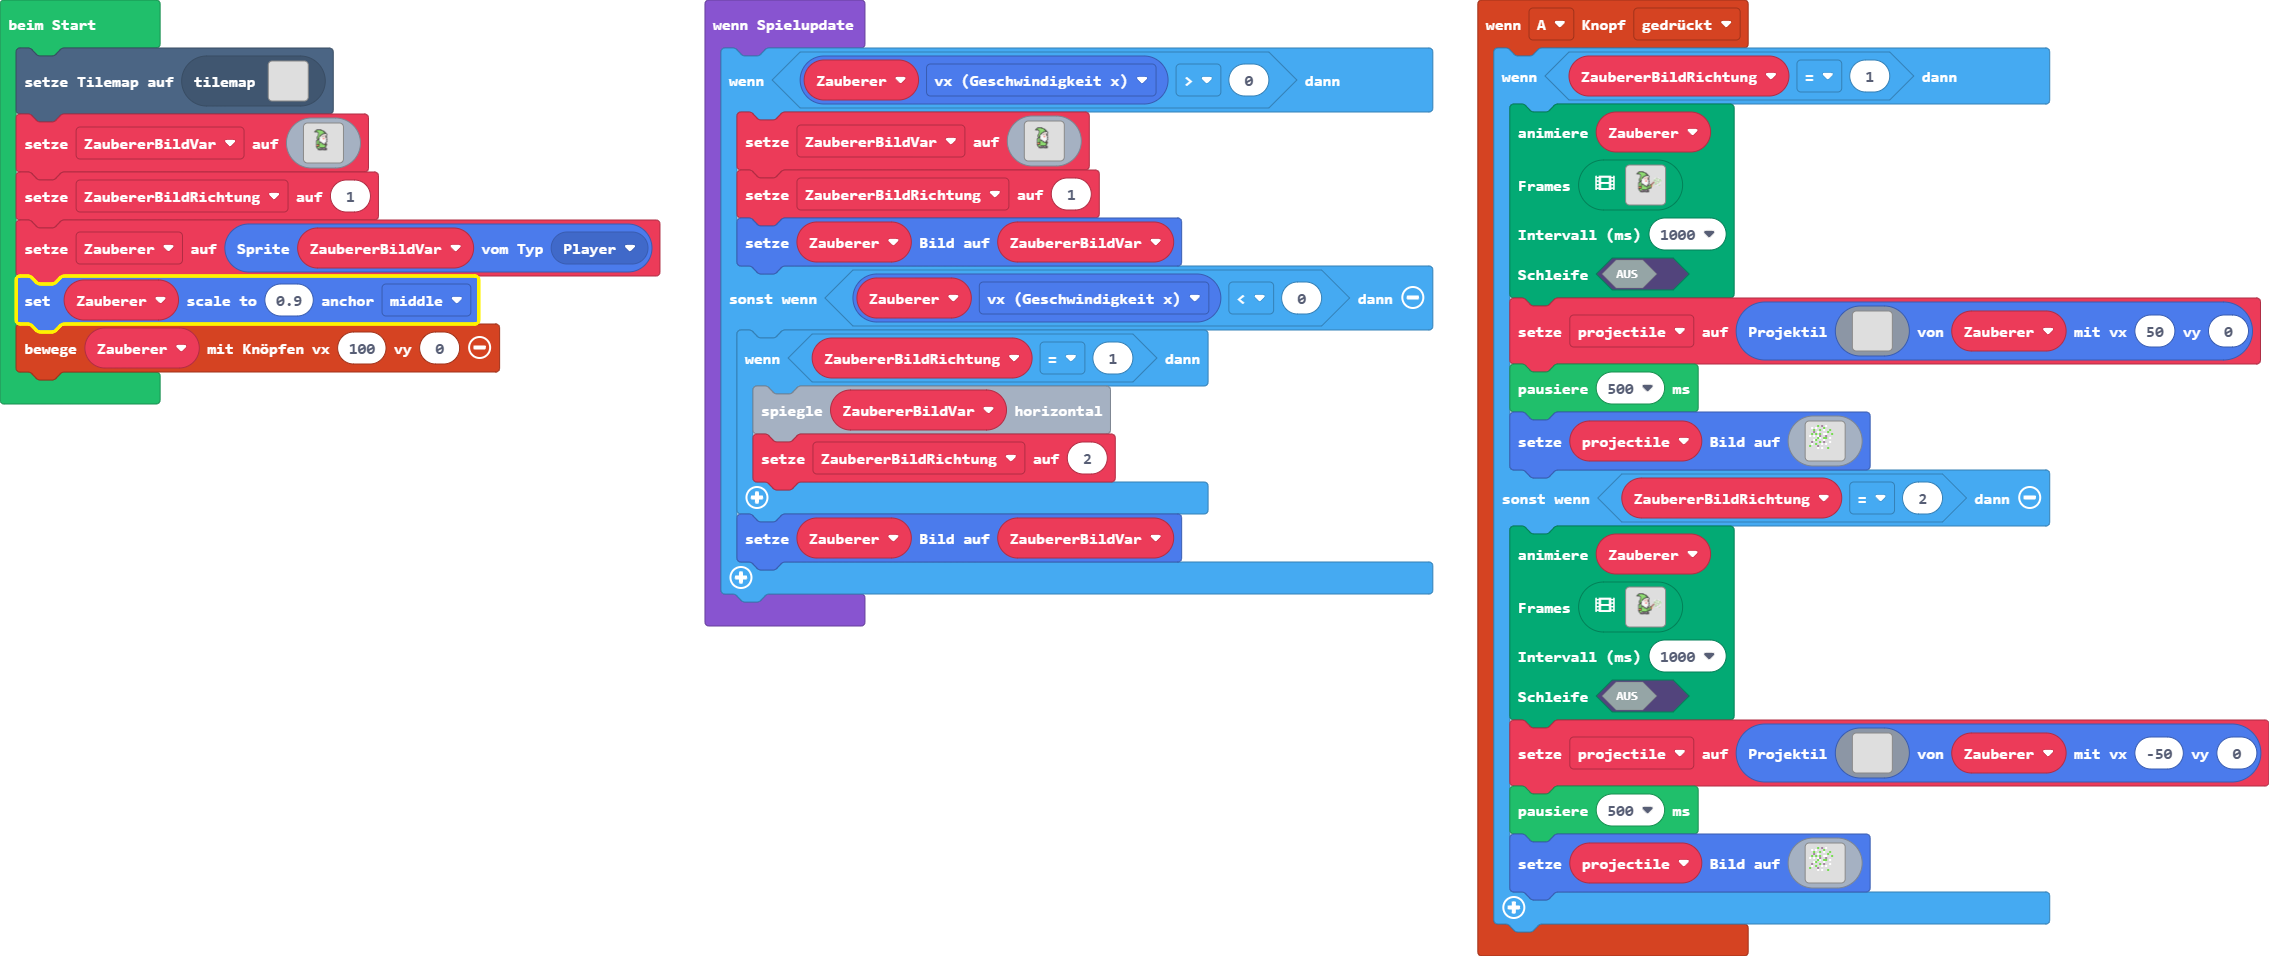 beim Start
setze Tilemap auf tilemap
setze ZaubererBildVar auf
setze ZaubererBildRichtung auf 1
setze Zauberer auf Sprite ZaubererBildVar vom Typ Player
set Zauberer scale to 0.9 anchor middle
bewege Zauberer mit Knöpfen vx 100 vy 0
wenn Spielupdate
wenn Zauberer vx (Geschwindigkeit x) > 0 dann
setze ZaubererBildVar auf
setze ZaubererBildRichtung auf 1
setze Zauberer Bild auf ZaubererBildVar
sonst wenn Zauberer vx (Geschwindigkeit x) < 0 dann
wenn ZaubererBildRichtung = 1 dann
spiegle ZaubererBildVar horizontal
setze ZaubererBildRichtung auf 2
setze Zauberer Bild auf ZaubererBildVar
wenn A Knopf gedrückt
wenn ZaubererBildRichtung = 1 dann
animiere Zauberer
Frames
Intervall (ms) 1000
Schleife AUS
setze projectile auf Projektil von Zauberer mit vx 50 vy 0
pausiere 500 ms
setze projectile Bild auf
sonst wenn ZaubererBildRichtung = 2 dann
animiere Zauberer
Frames
Intervall (ms) 1000
Schleife AUS
setze projectile auf Projektil von Zauberer mit vx -50 vy 0
pausiere 500 ms
setze projectile Bild auf